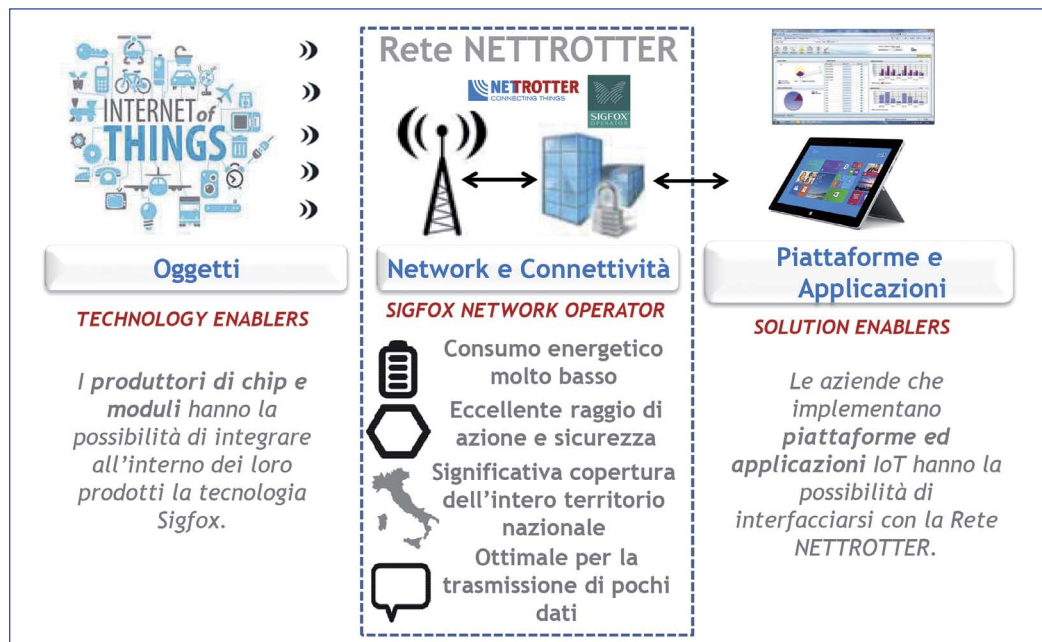 Rete NETTROTTER
NETTROTTER
CONNECTING THINGS
SIGFOX
OPERATOR
INTERNET of
THINGS
Oggetti
TECHNOLOGY ENABLERS
I produttori di chip e
moduli hanno la
possibilità di integrare
all'interno dei loro
prodotti la tecnologia
Sigfox.
Network e Connettività
SIGFOX NETWORK OPERATOR
Consumo energetico
molto basso
Eccellente raggio di
azione e sicurezza
Significativa copertura
dell'intero territorio
nazionale
Ottimale per la
trasmissione di pochi
dati
Piattaforme e
Applicazioni
SOLUTION ENABLERS
Le aziende che
implementano
piattaforme ed
applicazioni IoT hanno la
possibilità di
interfacciarsi con la Rete
NETTROTTER.